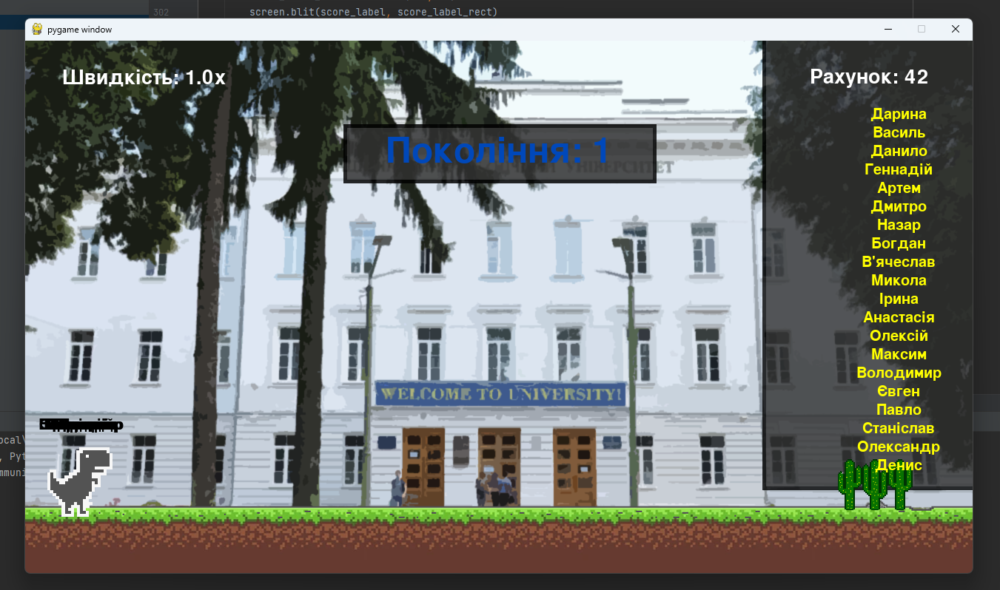 302
screen.blit(score_label, score_label_rect)
pygame window
Швидкість: 1.0x
Рахунок: 42
Покоління: 1
УНІВЕРСИТЕТ
Дарина
Василь
Данило
Геннадій
Артем
Дмитро
Назар
Богдан
В'ячеслав
Микола
Ірина
Анастасія
Олексій
Максим
Володимир
Євген
Павло
Станіслав
Олександр
Денис
WELCOME TO UNIVERSITY!
ocal\
, Pyt
mmuni